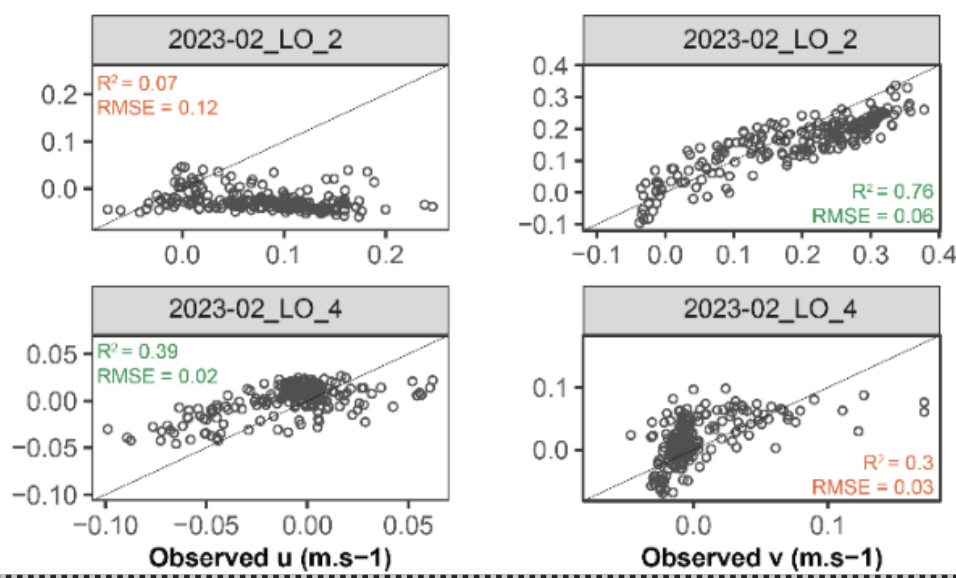 2023-02_LO_2
R² = 0.07
RMSE = 0.12
0.2
0.1
0.0
0.0 0.1 0.2
2023-02_LO_2
0.4
0.3
0.2
0.1
0.0
−0.1
R² = 0.76
RMSE = 0.06
−0.1 0.0 0.1 0.2 0.3 0.4
2023-02_LO_4
R² = 0.39
RMSE = 0.02
0.05
0.00
−0.05
−0.10
−0.10 −0.05 0.00 0.05
Observed u (m.s−1)
2023-02_LO_4
0.1
0.0
R² = 0.3
RMSE = 0.03
0.0 0.1
Observed v (m.s−1)